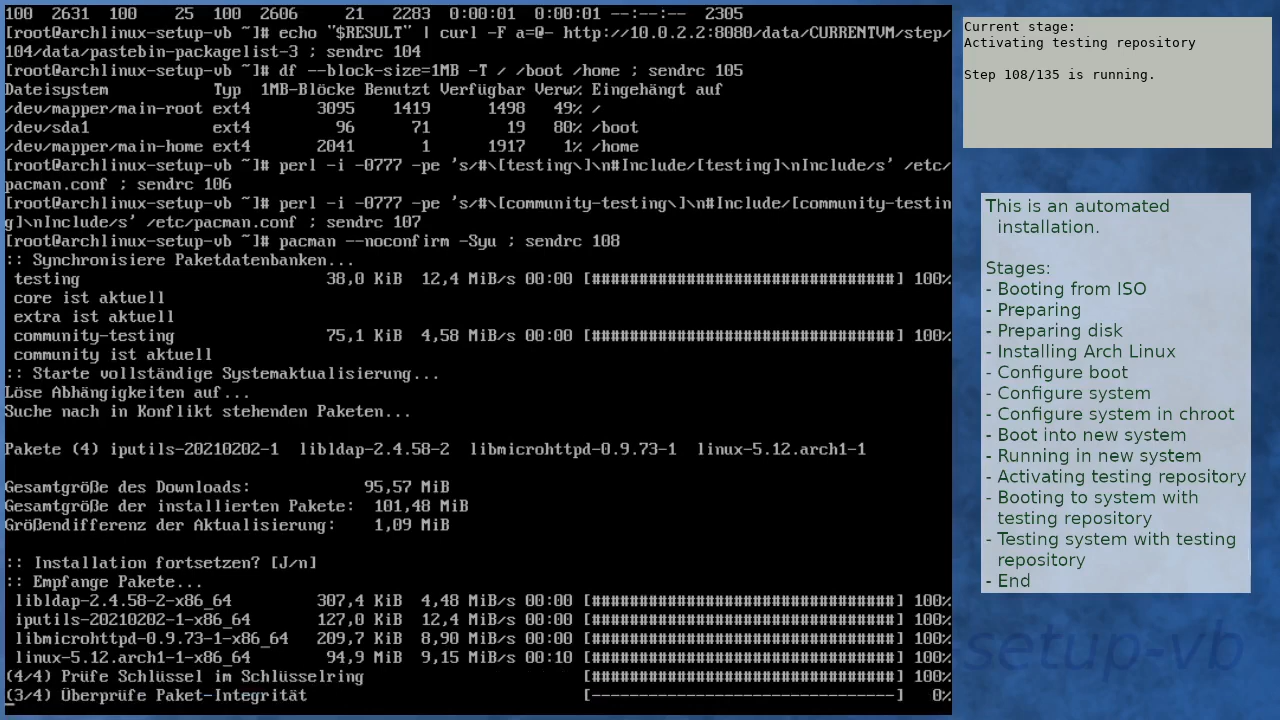 100  2631  100    25  100  2606     21   2283  0:00:01  0:00:01 --:--:--  2305
[root@archlinux-setup-vb ~]# echo "$RESULT" | curl -F a=@- http://10.0.2.2:8080/data/CURRENTVM/step/
104/data/pastebin-packagelist-3 ; sendrc 104
[root@archlinux-setup-vb ~]# df --block-size=1MB -T / /boot /home ; sendrc 105
Dateisystem           Typ  1MB-Blöcke Benutzt Verfügbar Verw% Eingehängt auf
/dev/mapper/main-root ext4       3095    1419      1498   49% /
/dev/sda1             ext4         96      71        19   80% /boot
/dev/mapper/main-home ext4       2041       1      1917    1% /home
[root@archlinux-setup-vb ~]# perl -i -0777 -pe 's/#\[testing\]\n#Include/[testing]\nInclude/s' /etc/
pacman.conf ; sendrc 106
[root@archlinux-setup-vb ~]# perl -i -0777 -pe 's/#\[community-testing\]\n#Include/[community-testin
g]\nInclude/s' /etc/pacman.conf ; sendrc 107
[root@archlinux-setup-vb ~]# pacman --noconfirm -Syu ; sendrc 108
:: Synchronisiere Paketdatenbanken...
 testing                          38,0 KiB  12,4 MiB/s 00:00 [################################] 100%
 core ist aktuell
 extra ist aktuell
 community-testing                75,1 KiB  4,58 MiB/s 00:00 [################################] 100%
 community ist aktuell
:: Starte vollständige Systemaktualisierung...
Löse Abhängigkeiten auf...
Suche nach in Konflikt stehenden Paketen...
Pakete (4) iputils-20210202-1  libldap-2.4.58-2  libmicrohttpd-0.9.73-1  linux-5.12.arch1-1
Gesamtgröße des Downloads:            95,57 MiB
Gesamtgröße der installierten Pakete:  101,48 MiB
Größendifferenz der Aktualisierung:    1,09 MiB
:: Installation fortsetzen? [J/n]
:: Empfange Pakete...
 libldap-2.4.58-2-x86_64         307,4 KiB  4,48 MiB/s 00:00 [################################] 100%
 iputils-20210202-1-x86_64       127,0 KiB  12,4 MiB/s 00:00 [################################] 100%
 libmicrohttpd-0.9.73-1-x86_64   209,7 KiB  8,90 MiB/s 00:00 [################################] 100%
 linux-5.12.arch1-1-x86_64        94,9 MiB  9,15 MiB/s 00:10 [################################] 100%
(4/4) Prüfe Schlüssel im Schlüsselring                       [################################] 100%
(3/4) Überprüfe Paket-Integrität                             [--------------------------------]   0%
Current stage:
Activating testing repository
Step 108/135 is running.
This is an automated
installation.
Stages:
- Booting from ISO
- Preparing
- Preparing disk
- Installing Arch Linux
- Configure boot
- Configure system
- Configure system in chroot
- Boot into new system
- Running in new system
- Activating testing repository
- Booting to system with
testing repository
- Testing system with testing
repository
- End
setup-vb